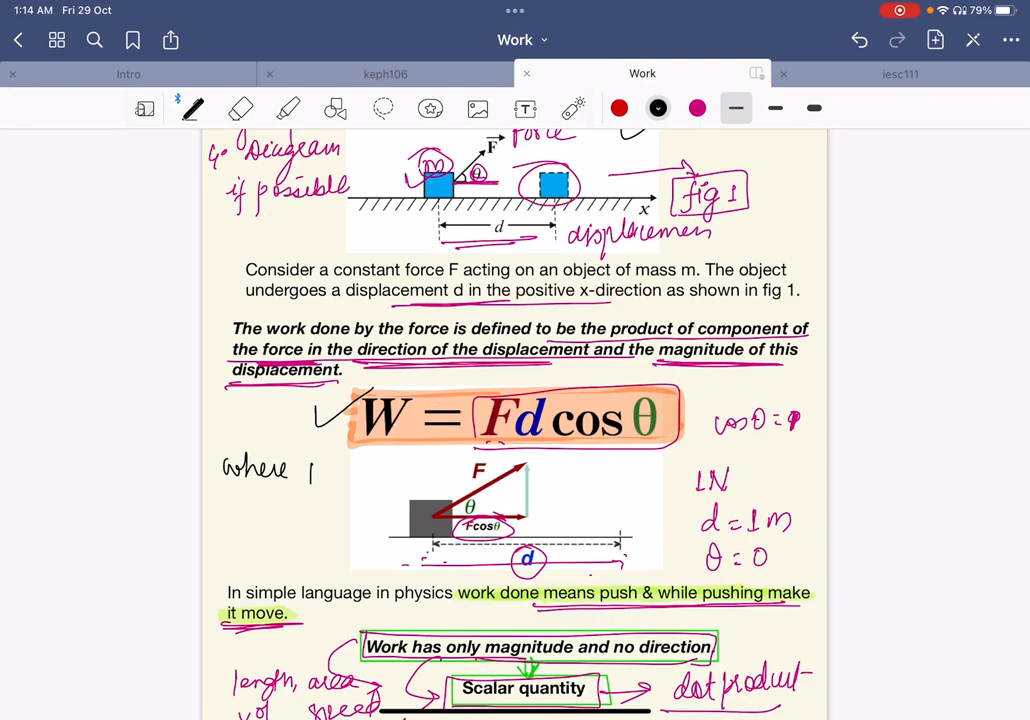 1:14 AM Fri 29 Oct
79%
Work
Intro
keph106
Work
iesc111
T
Diagram
if possible
Force
F
m
θ
x
fig 1
d
displacemen
Consider a constant force F acting on an object of mass m. The object
undergoes a displacement d in the positive x-direction as shown in fig 1.
The work done by the force is defined to be the product of component of
the force in the direction of the displacement and the magnitude of this
displacement.
W = Fd cos θ
cosθ =
where
F
θ
Fcosθ
d
1N
d = 1m
θ = 0
In simple language in physics work done means push & while pushing make
it move.
Work has only magnitude and no direction
Scalar quantity
dot product
length, area
speed